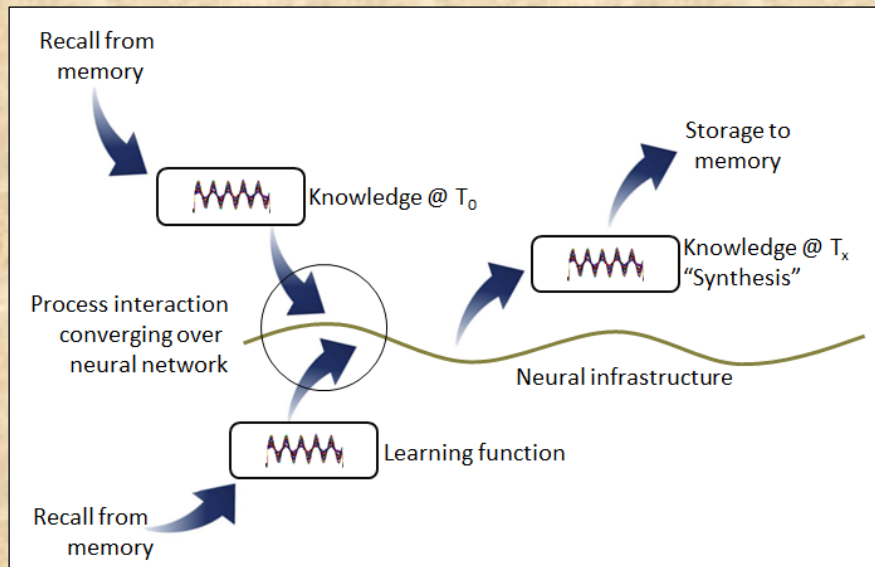 Recall from
memory
Storage to
memory
Knowledge @ T₀
Knowledge @ Tₓ
“Synthesis”
Process interaction
converging over
neural network
Neural infrastructure
Learning function
Recall from
memory